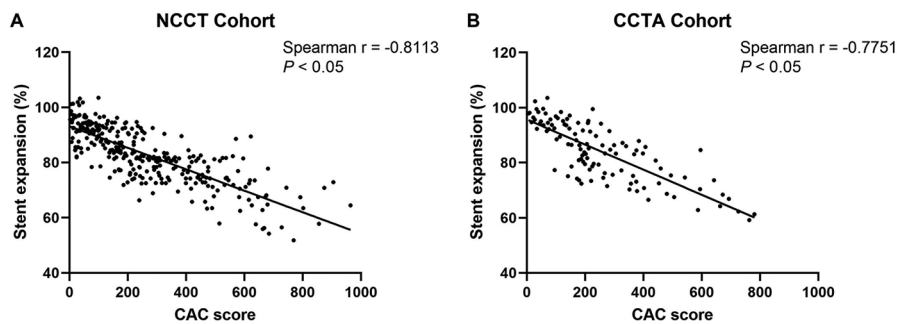 A
NCCT Cohort
Spearman r = -0.8113
P < 0.05
120
100
80
60
40
Stent expansion (%)
0 200 400 600 800 1000
CAC score
B
CCTA Cohort
Spearman r = -0.7751
P < 0.05
120
100
80
60
40
Stent expansion (%)
0 200 400 600 800 1000
CAC score